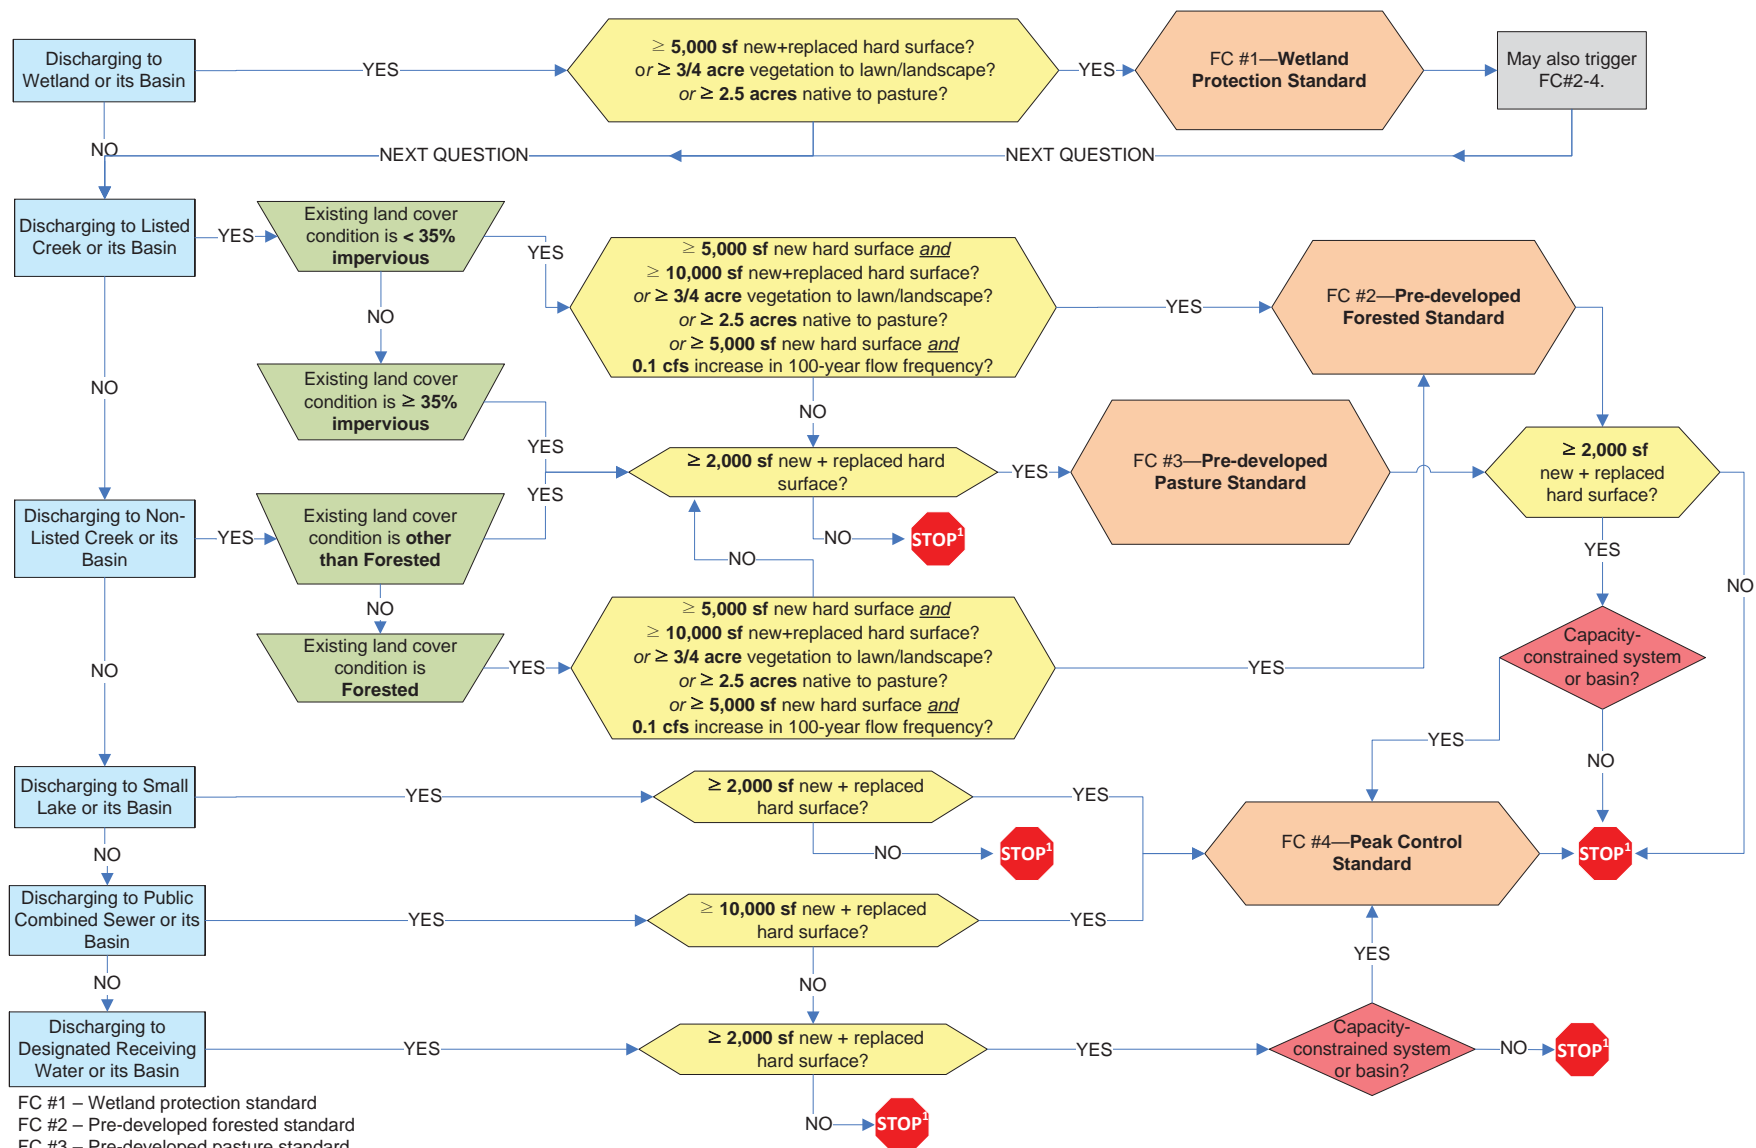 Discharging to
Wetland or its Basin
YES
≥ 5,000 sf new+replaced hard surface?
or ≥ 3/4 acre vegetation to lawn/landscape?
or ≥ 2.5 acres native to pasture?
YES
FC #1—Wetland
Protection Standard
May also trigger
FC#2-4.
NO
NEXT QUESTION
NEXT QUESTION
Discharging to Listed
Creek or its Basin
YES
Existing land cover
condition is < 35%
impervious
YES
≥ 5,000 sf new hard surface and
≥ 10,000 sf new+replaced hard surface?
or ≥ 3/4 acre vegetation to lawn/landscape?
or ≥ 2.5 acres native to pasture?
or ≥ 5,000 sf new hard surface and
0.1 cfs increase in 100-year flow frequency?
YES
FC #2—Pre-developed
Forested Standard
NO
NO
Existing land cover
condition is ≥ 35%
impervious
YES
NO
≥ 2,000 sf new + replaced hard
surface?
YES
FC #3—Pre-developed
Pasture Standard
≥ 2,000 sf
new + replaced
hard surface?
Discharging to Non-
Listed Creek or its
Basin
YES
Existing land cover
condition is other
than Forested
YES
NO
STOP1
NO
YES
NO
NO
Existing land cover
condition is
Forested
YES
≥ 5,000 sf new hard surface and
≥ 10,000 sf new+replaced hard surface?
or ≥ 3/4 acre vegetation to lawn/landscape?
or ≥ 2.5 acres native to pasture?
or ≥ 5,000 sf new hard surface and
0.1 cfs increase in 100-year flow frequency?
YES
Capacity-
constrained system
or basin?
NO
YES
NO
Discharging to Small
Lake or its Basin
YES
≥ 2,000 sf new + replaced
hard surface?
YES
NO
STOP1
FC #4—Peak Control
Standard
STOP1
NO
Discharging to Public
Combined Sewer or its
Basin
YES
≥ 10,000 sf new + replaced
hard surface?
YES
NO
NO
YES
Discharging to
Designated Receiving
Water or its Basin
YES
≥ 2,000 sf new + replaced
hard surface?
YES
Capacity-
constrained system
or basin?
NO
STOP1
NO
STOP1
FC #1 – Wetland protection standard
FC #2 – Pre-developed forested standard
FC #3 – Pre-developed pasture standard